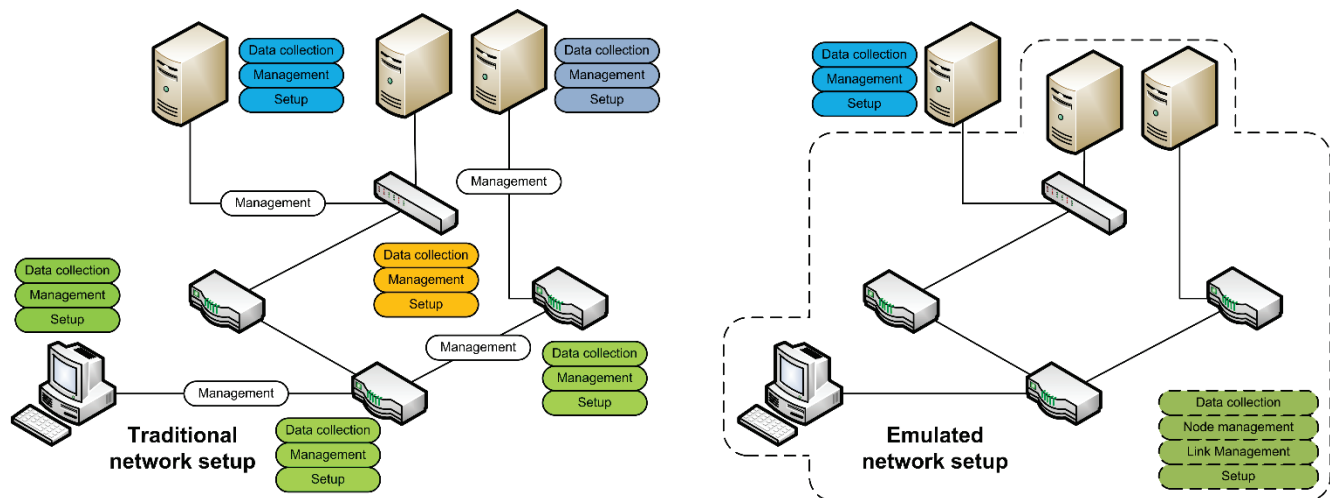 Data collection
Management
Setup
Data collection
Management
Setup
Management
Management
Data collection
Management
Setup
Data collection
Management
Setup
Management
Data collection
Management
Setup
Management
Data collection
Management
Setup
Traditional
network setup
Data collection
Management
Setup
Data collection
Node management
Link Management
Setup
Emulated
network setup